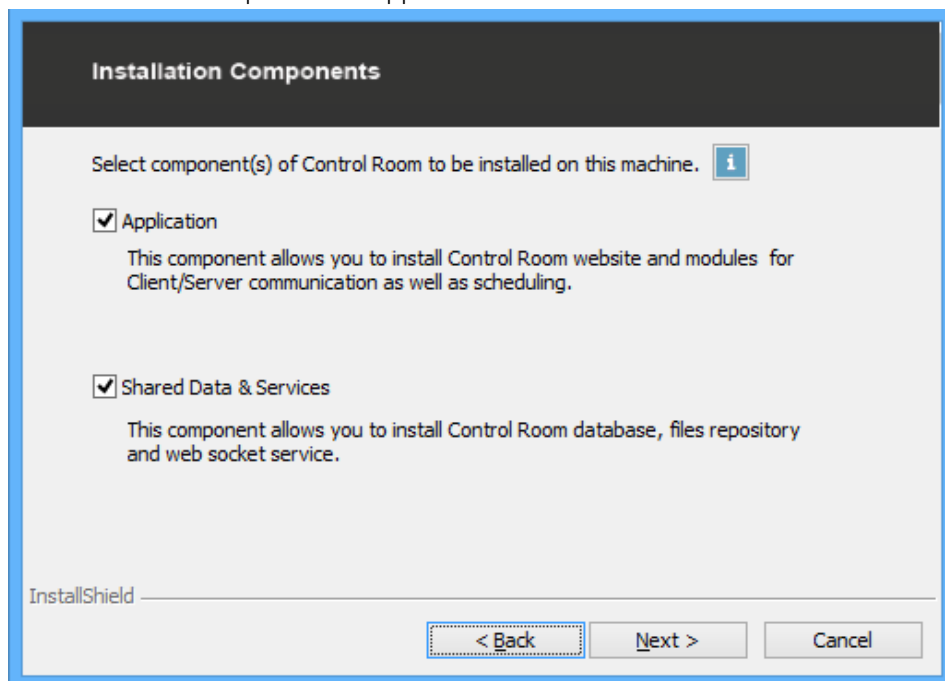 Installation Components
Select component(s) of Control Room to be installed on this machine. i
Application
This component allows you to install Control Room website and modules for
Client/Server communication as well as scheduling.
Shared Data & Services
This component allows you to install Control Room database, files repository
and web socket service.
InstallShield
< Back Next > Cancel